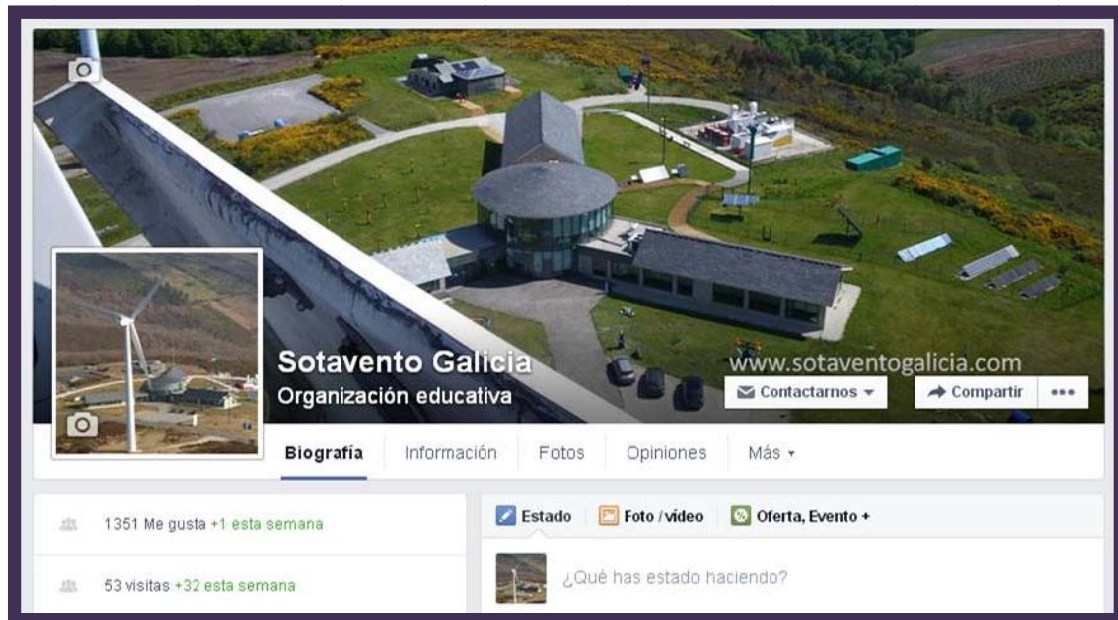 Sotavento Galicia
Organización educativa
www.sotaventogalicia.com
Contactarnos
Compartir
Biografía
Información
Fotos
Opiniones
Más
1351 Me gusta +1 esta semana
53 visitas +32 esta semana
Estado
Foto / vídeo
Oferta, Evento +
¿Qué has estado haciendo?